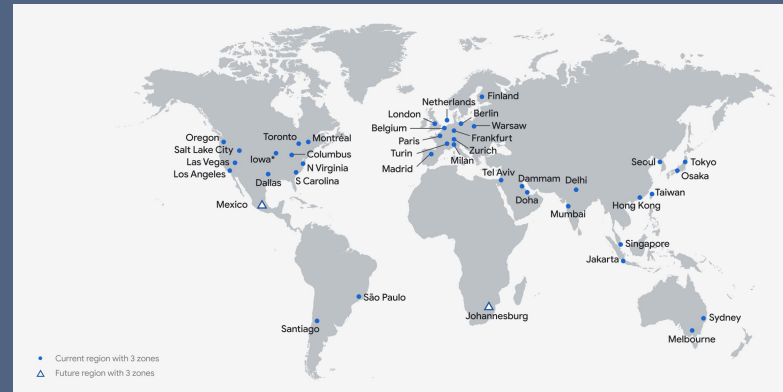 Finland
Netherlands
Berlin
London
Warsaw
Belgium
Frankfurt
Paris
Zurich
Turin
Milan
Madrid
Oregon
Toronto
Montréal
Salt Lake City
Iowa*
Columbus
Las Vegas
N Virginia
Los Angeles
Dallas
S Carolina
Mexico
Tel Aviv
Dammam
Delhi
Doha
Mumbai
Seoul
Tokyo
Osaka
Taiwan
Hong Kong
Singapore
Jakarta
São Paulo
Santiago
Johannesburg
Sydney
Melbourne
Current region with 3 zones
Future region with 3 zones